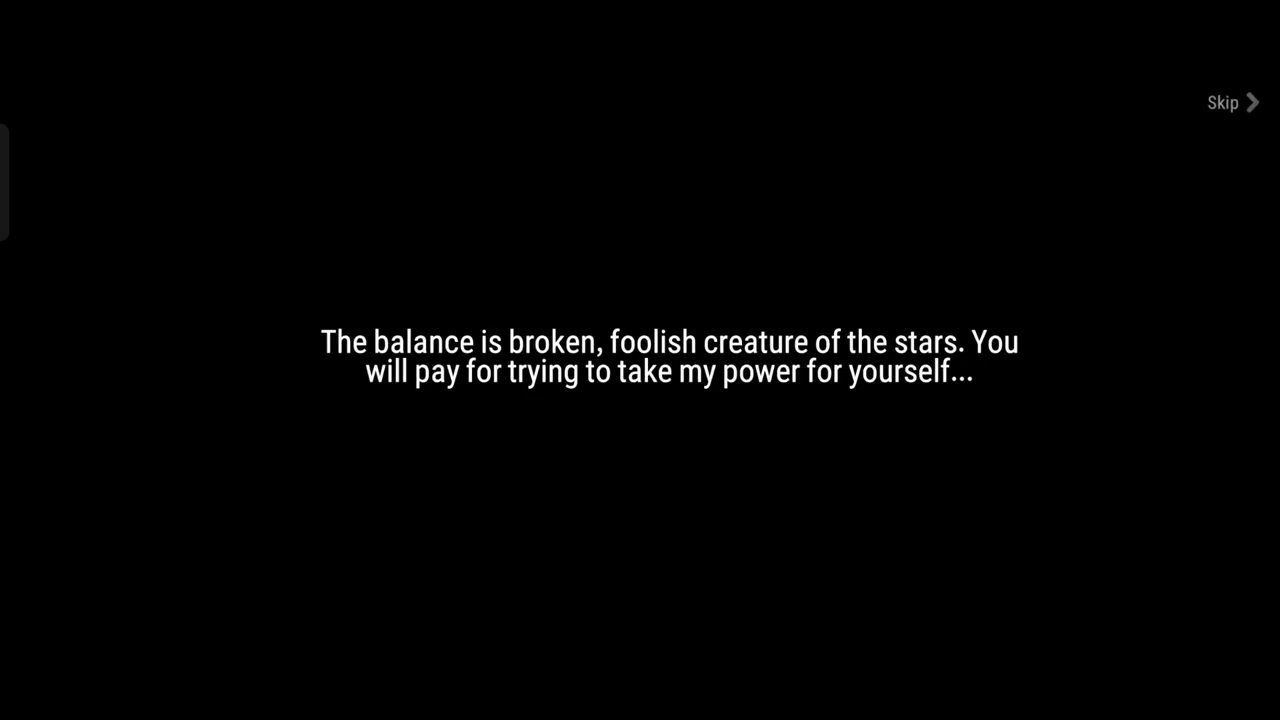 Skip
The balance is broken, foolish creature of the stars. You
will pay for trying to take my power for yourself...